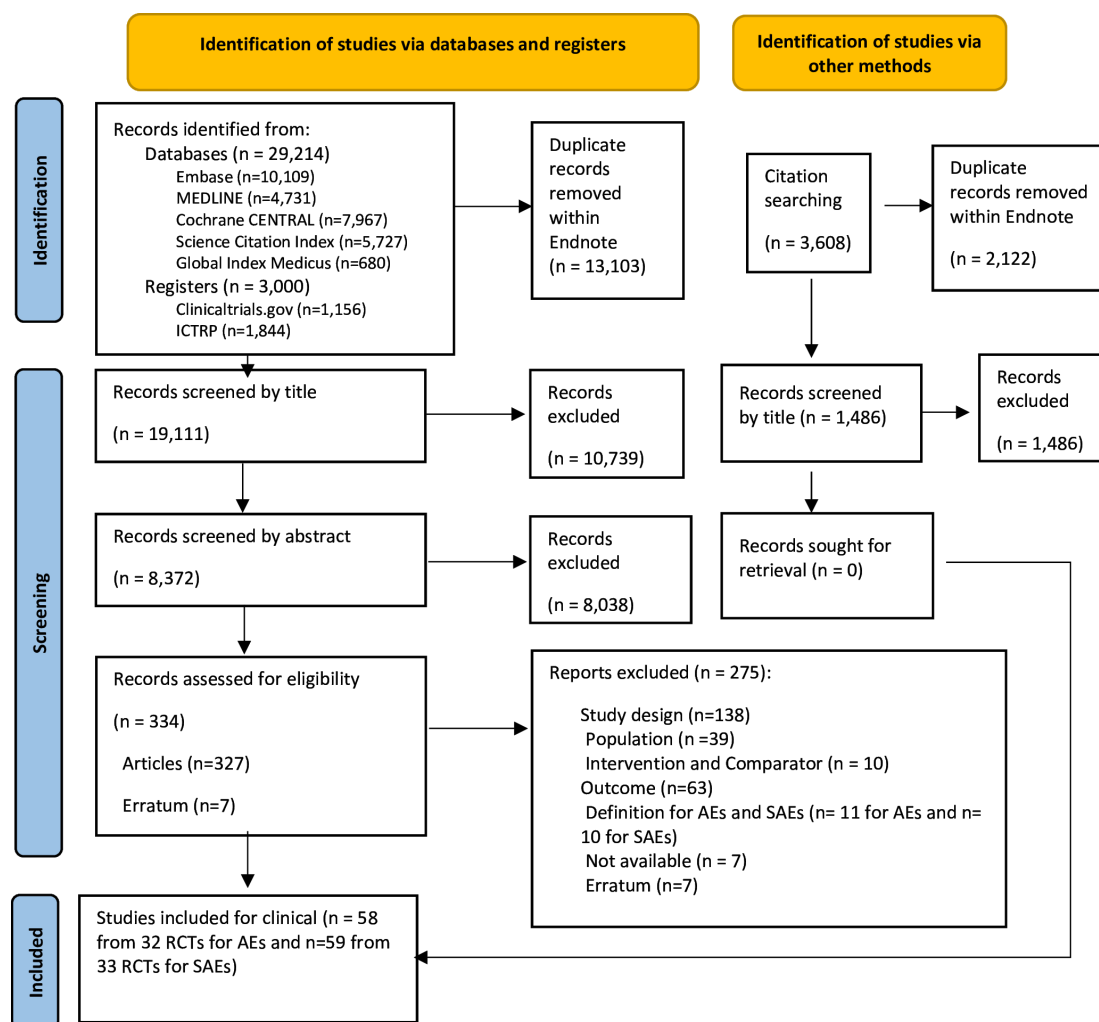 Identification of studies via databases and registers
Identification of studies via
other methods
Identification
Records identified from:
Databases (n = 29,214)
Embase (n=10,109)
MEDLINE (n=4,731)
Cochrane CENTRAL (n=7,967)
Science Citation Index (n=5,727)
Global Index Medicus (n=680)
Registers (n = 3,000)
Clinicaltrials.gov (n=1,156)
ICTRP (n=1,844)
Duplicate
records
removed
within
Endnote
(n = 13,103)
Citation
searching
(n = 3,608)
Duplicate
records removed
within Endnote
(n = 2,122)
Screening
Records screened by title
(n = 19,111)
Records
excluded
(n = 10,739)
Records screened
by title (n = 1,486)
Records
excluded
(n = 1,486)
Records screened by abstract
(n = 8,372)
Records
excluded
(n = 8,038)
Records sought for
retrieval (n = 0)
Records assessed for eligibility
(n = 334)
Articles (n=327)
Erratum (n=7)
Reports excluded (n = 275):
Study design (n=138)
Population (n =39)
Intervention and Comparator (n = 10)
Outcome (n=63)
Definition for AEs and SAEs (n= 11 for AEs and n=
10 for SAEs)
Not available (n = 7)
Erratum (n=7)
Included
Studies included for clinical (n = 58
from 32 RCTs for AEs and n=59 from
33 RCTs for SAEs)